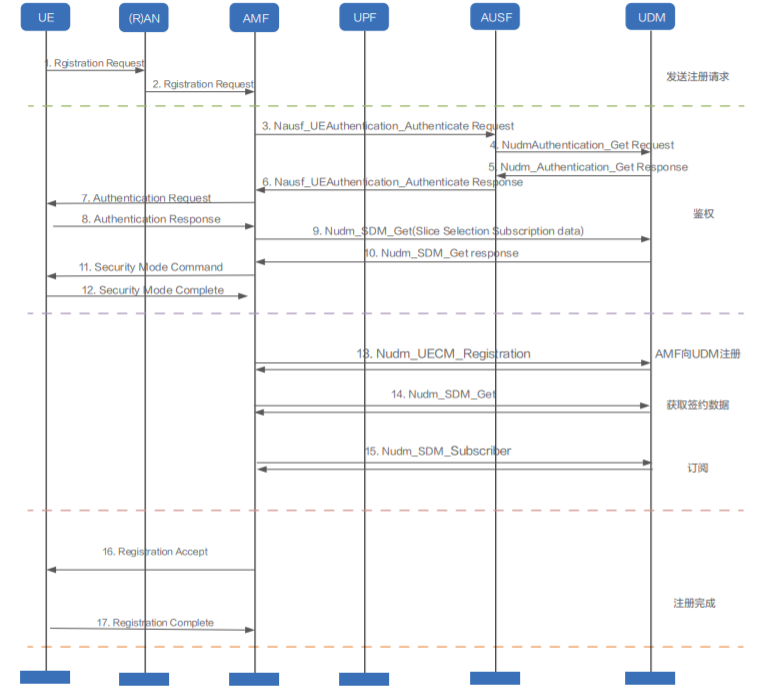 UE
(R)AN
AMF
UPF
AUSF
UDM
1. Rgistration Request
2. Rgistration Request
发送注册请求
3. Nausf_UEAuthentication_Authenticate Request
4. NudmAuthentication_Get Request
5. Nudm_Authentication_Get Response
6. Nausf_UEAuthentication_Authenticate Response
7. Authentication Request
8. Authentication Response
鉴权
9. Nudm_SDM_Get(Slice Selection Subscription data)
10. Nudm_SDM_Get response
11. Security Mode Command
12. Security Mode Complete
13. Nudm_UECM_Registration
AMF向UDM注册
14. Nudm_SDM_Get
获取签约数据
15. Nudm_SDM_Subscriber
订阅
16. Registration Accept
注册完成
17. Registration Complete